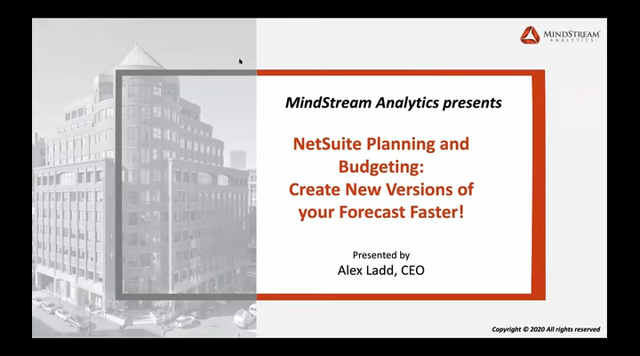 MINDSTREAM
ANALYTICS
MindStream Analytics presents
NetSuite Planning and
Budgeting:
Create New Versions of
your Forecast Faster!
Presented by
Alex Ladd, CEO
Copyright © 2020 All rights reserved